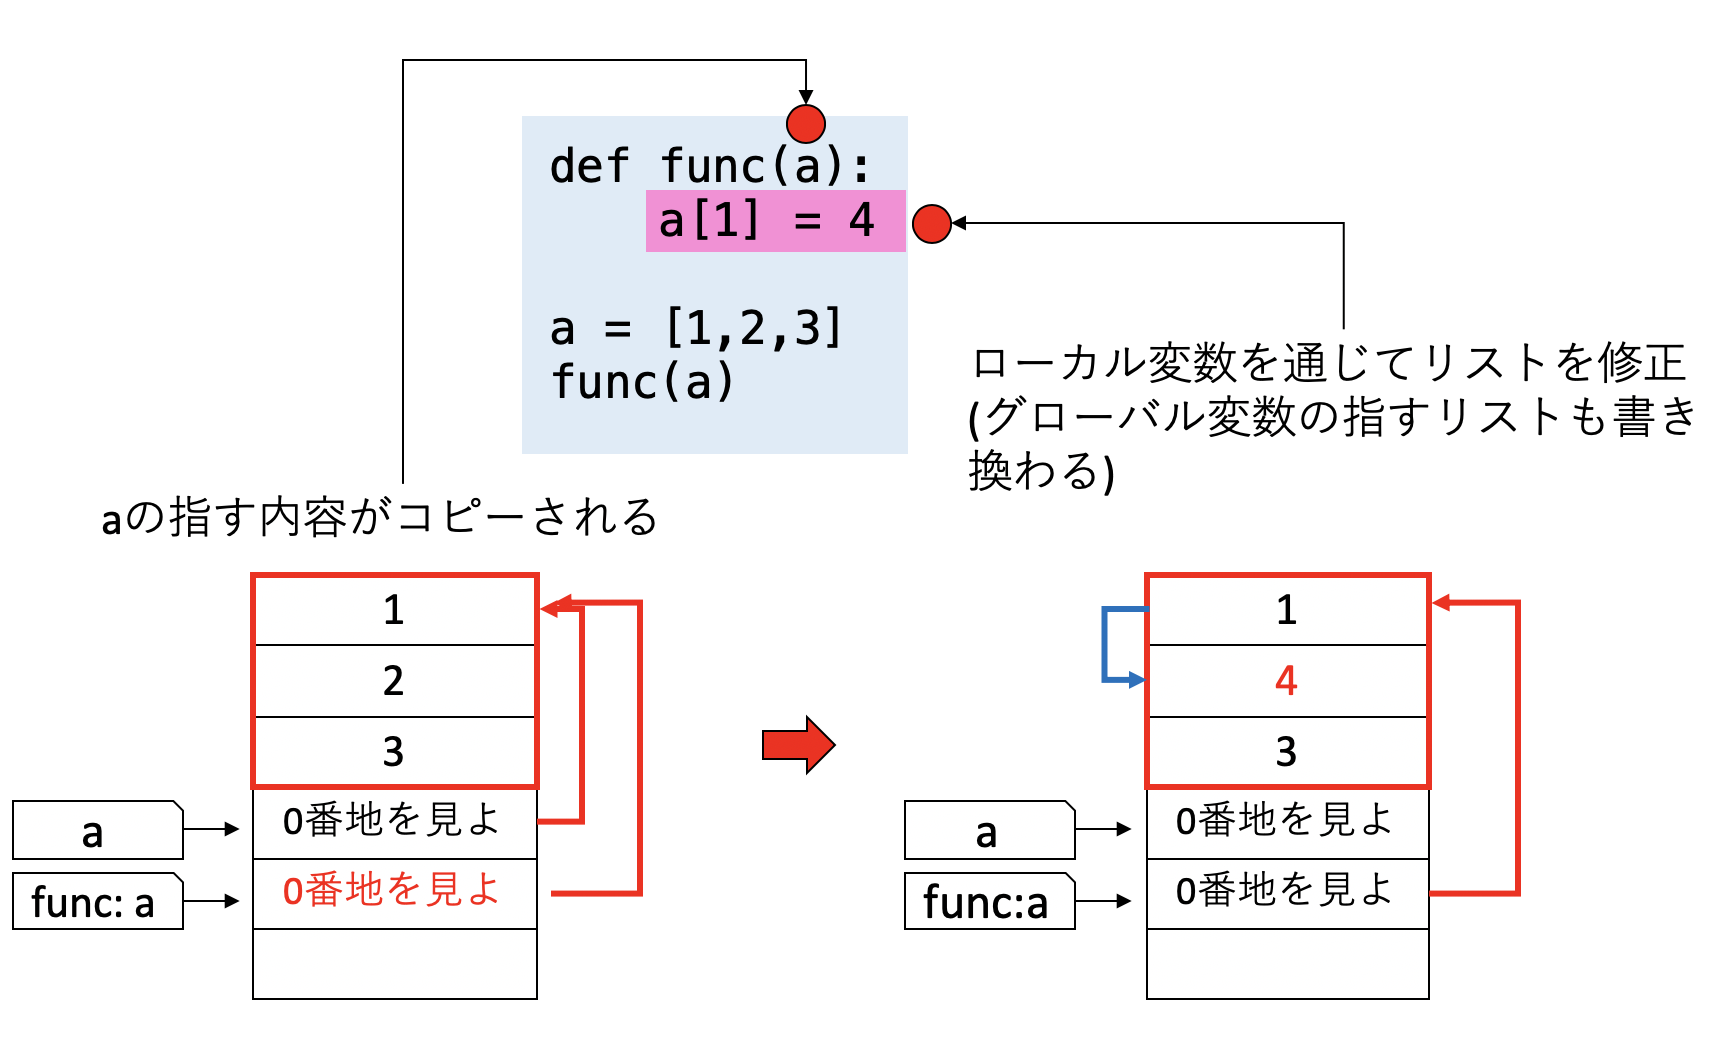 def func(a):
    a[1] = 4
a = [1,2,3]
func(a)
ローカル変数を通じてリストを修正
(グローバル変数の指すリストも書き
換わる)
aの指す内容がコピーされる
1
2
3
a
0番地を見よ
func: a
0番地を見よ
1
4
3
a
0番地を見よ
func:a
0番地を見よ